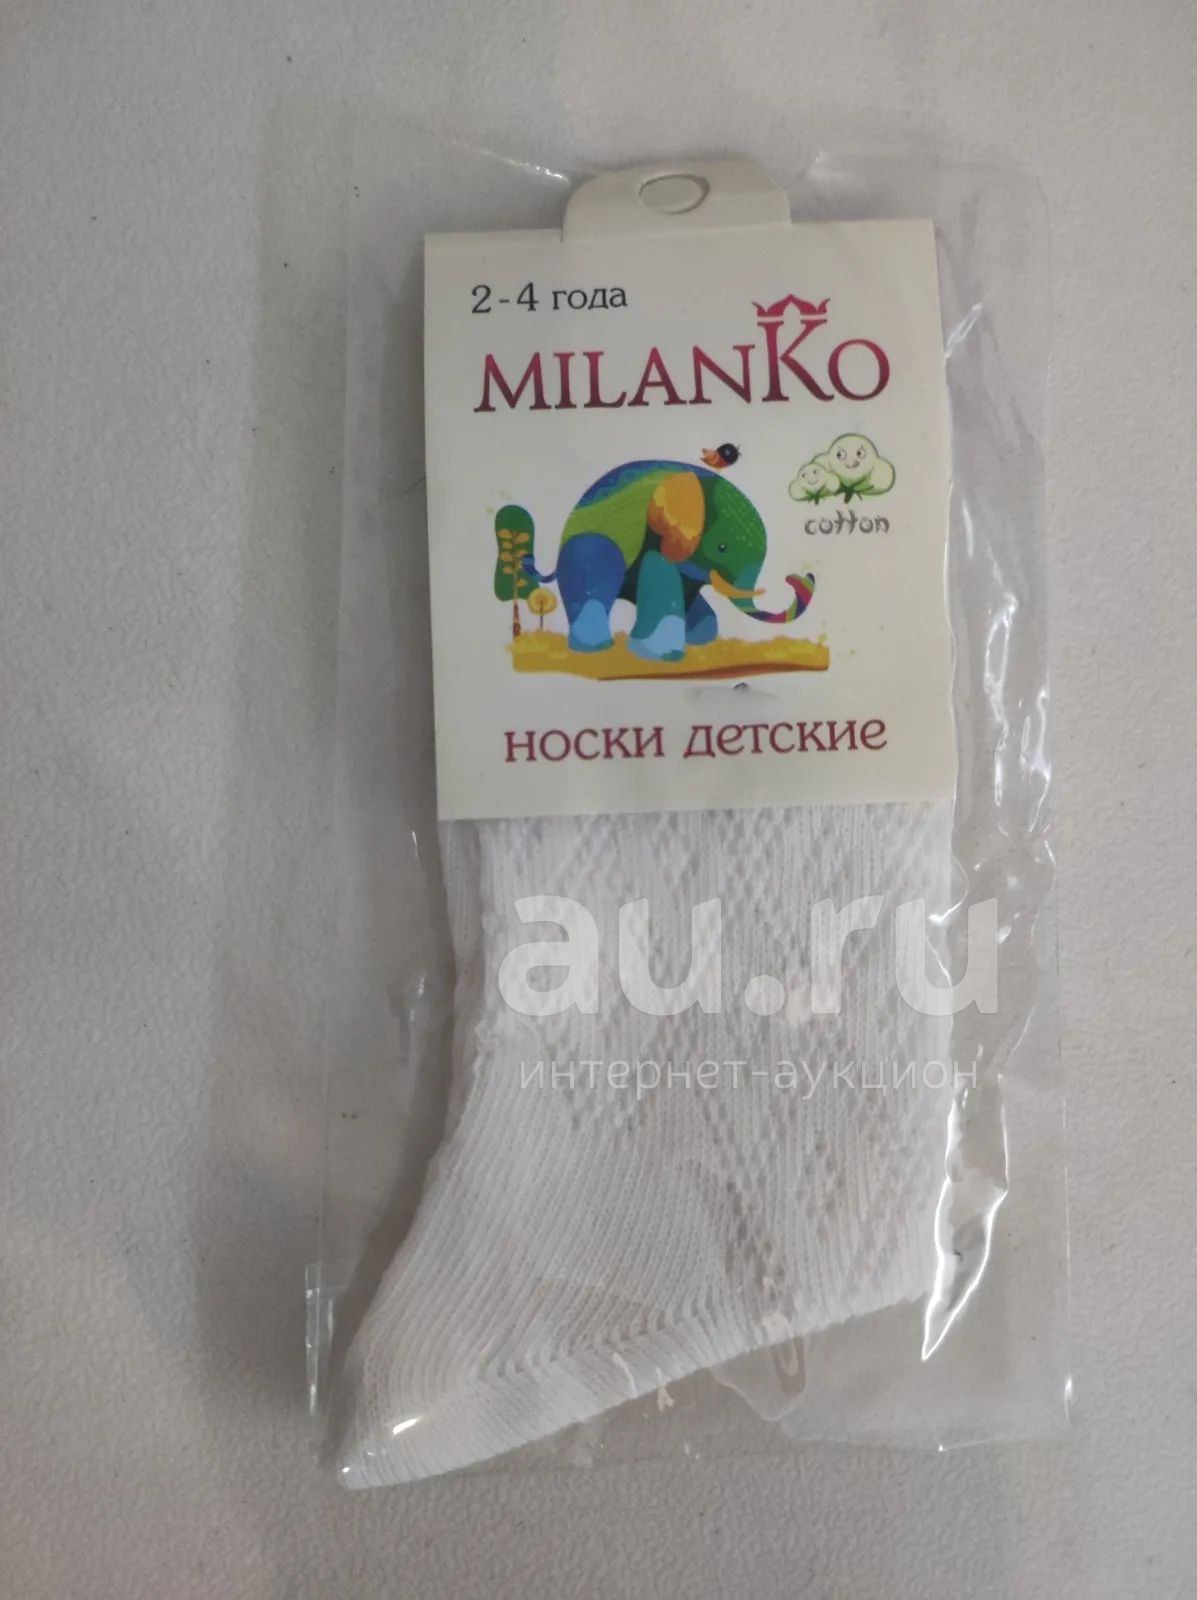 2-4 года
MILANKO
cotton
НОСКИ ДЕТСКИЕ
au.ru
интернет-аукцион